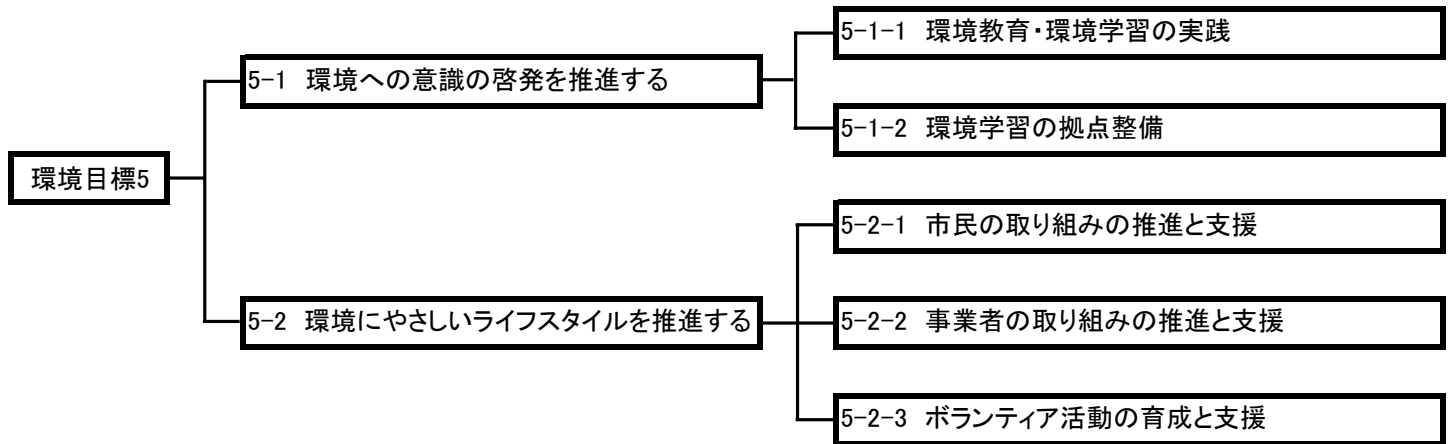 環境目標5
5-1 環境への意識の啓発を推進する
5-1-1 環境教育・環境学習の実践
5-1-2 環境学習の拠点整備
5-2 環境にやさしいライフスタイルを推進する
5-2-1 市民の取り組みの推進と支援
5-2-2 事業者の取り組みの推進と支援
5-2-3 ボランティア活動の育成と支援